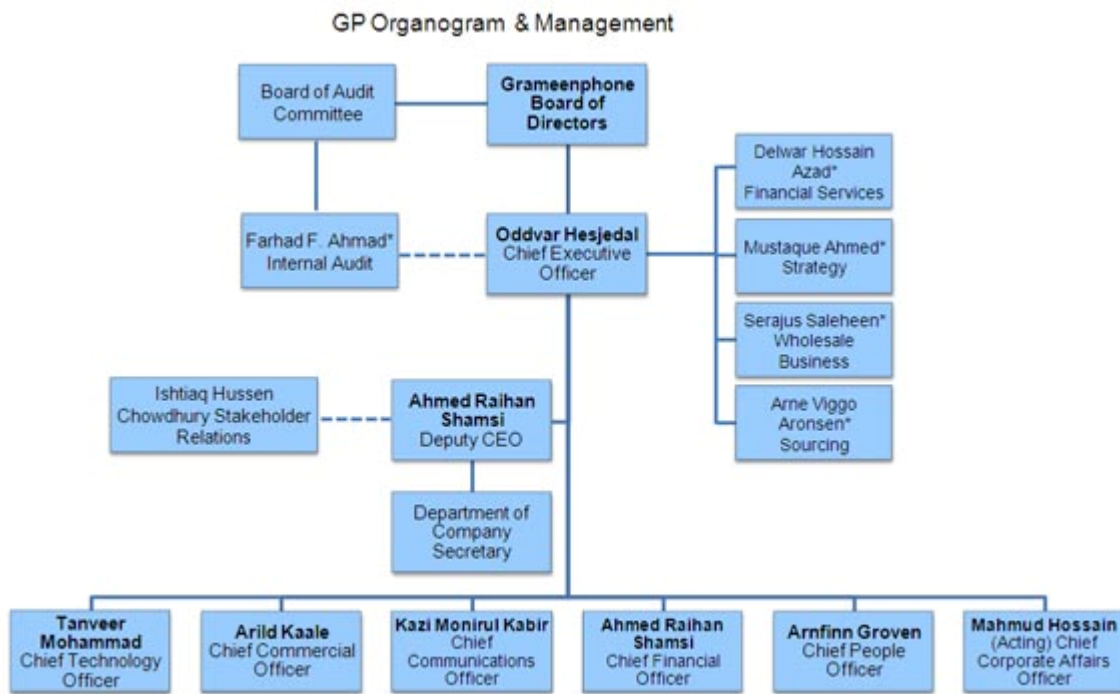 GP Organogram & Management
Board of Audit
Committee
Grameenphone
Board of
Directors
Delwar Hossain
Azad*
Financial Services
Farhad F. Ahmad*
Internal Audit
Oddvar Hesjedal
Chief Executive
Officer
Mustaque Ahmed*
Strategy
Serajus Saleheen*
Wholesale
Business
Ishtiaq Hussen
Chowdhury Stakeholder
Relations
Ahmed Raihan
Shamsi
Deputy CEO
Arne Viggo
Aronsen*
Sourcing
Department of
Company
Secretary
Tanveer
Mohammad
Chief Technology
Officer
Arild Kaale
Chief Commercial
Officer
Kazi Monirul Kabir
Chief
Communications
Officer
Ahmed Raihan
Shamsi
Chief Financial
Officer
Arnfinn Groven
Chief People
Officer
Mahmud Hossain
(Acting) Chief
Corporate Affairs
Officer